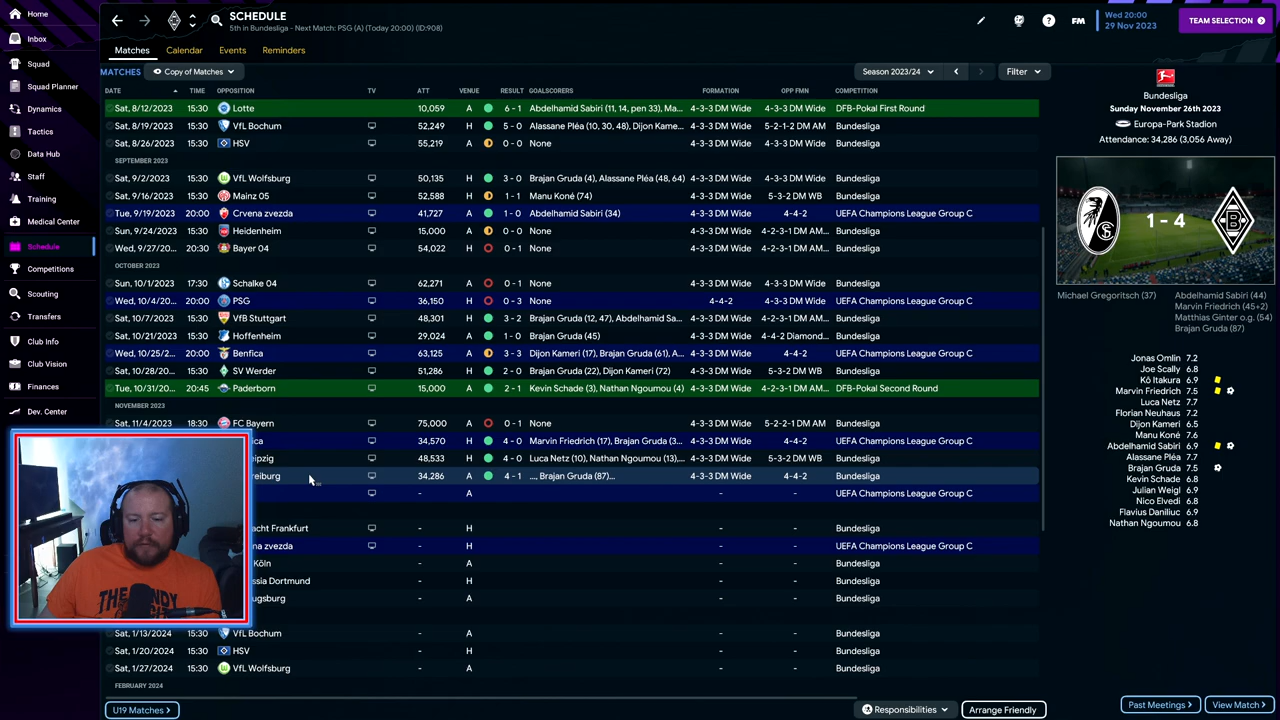 SCHEDULE
5th in Bundesliga - Next Match: PSG (A) (Today 20:00) (ID:908)
FM
Wed 20:00
29 Nov 2023
TEAM SELECTION
Home
Inbox
Squad
Squad Planner
Dynamics
Tactics
Data Hub
Staff
Training
Medical Center
Schedule
Competitions
Scouting
Transfers
Club Info
Club Vision
Finances
Dev. Center
Matches Calendar Events Reminders
MATCHES Copy of Matches Season 2023/24 Filter
DATE TIME OPPOSITION TV ATT VENUE RESULT GOALSCORERS FORMATION OPP FMN COMPETITION
Sat, 8/12/2023 15:30 Lotte 10,059 A 6 - 1 Abdelhamid Sabiri (11, 14, pen 33), Ma... 4-3-3 DM Wide 4-3-3 DM Wide DFB-Pokal First Round
Sat, 8/19/2023 15:30 VfL Bochum 52,249 H 5 - 0 Alassane Pléa (10, 30, 48), Dijon Kame... 4-3-3 DM Wide 5-2-1-2 DM AM Bundesliga
Sat, 8/26/2023 15:30 HSV 55,219 A 0 - 0 None 4-3-3 DM Wide 4-3-3 DM Wide Bundesliga
SEPTEMBER 2023
Sat, 9/2/2023 15:30 VfL Wolfsburg 50,135 H 3 - 0 Brajan Gruda (4), Alassane Pléa (48, 64) 4-3-3 DM Wide 4-3-3 DM Wide Bundesliga
Sat, 9/16/2023 15:30 Mainz 05 52,588 H 1 - 1 Manu Koné (74) 4-3-3 DM Wide 5-3-2 DM WB Bundesliga
Tue, 9/19/2023 20:00 Crvena zvezda 41,727 A 1 - 0 Abdelhamid Sabiri (34) 4-3-3 DM Wide 4-4-2 UEFA Champions League Group C
Sun, 9/24/2023 15:30 Heidenheim 15,000 A 0 - 0 None 4-3-3 DM Wide 4-2-3-1 DM AM... Bundesliga
Wed, 9/27/20... 20:30 Bayer 04 54,022 H 0 - 1 None 4-3-3 DM Wide 4-2-3-1 AM... Bundesliga
OCTOBER 2023
Sun, 10/1/2023 17:30 Schalke 04 62,271 A 0 - 1 None 4-3-3 DM Wide 4-3-3 DM Wide Bundesliga
Wed, 10/4/20... 20:00 PSG 36,150 H 0 - 3 None 4-4-2 4-3-3 DM Wide UEFA Champions League Group C
Sat, 10/7/2023 15:30 VfB Stuttgart 48,301 H 3 - 2 Brajan Gruda (12, 47), Abdelhamid Sa... 4-3-3 DM Wide 4-2-3-1 DM AM... Bundesliga
Sat, 10/21/2023 15:30 Hoffenheim 29,024 A 1 - 0 Brajan Gruda (45) 4-3-3 DM Wide 4-4-2 Diamond... Bundesliga
Wed, 10/25/2... 20:00 Benfica 63,125 A 3 - 3 Dijon Kameri (17), Brajan Gruda (61), A... 4-3-3 DM Wide 4-4-2 UEFA Champions League Group C
Sat, 10/28/20... 15:30 SV Werder 51,286 H 2 - 0 Brajan Gruda (22), Dijon Kameri (72) 4-3-3 DM Wide 5-3-2 DM WB Bundesliga
Tue, 10/31/20... 20:45 Paderborn 15,000 A 2 - 1 Kevin Schade (3), Nathan Ngoumou (4) 4-3-3 DM Wide 4-2-3-1 DM AM... DFB-Pokal Second Round
NOVEMBER 2023
Sat, 11/4/2023 18:30 FC Bayern 75,000 A 0 - 1 None 4-3-3 DM Wide 5-2-2-1 DM AM Bundesliga
ica 34,570 H 4 - 0 Marvin Friedrich (17), Brajan Gruda (3... 4-3-3 DM Wide 4-4-2 UEFA Champions League Group C
eipzig 48,533 H 4 - 0 Luca Netz (10), Nathan Ngoumou (13),... 4-3-3 DM Wide 5-3-2 DM WB Bundesliga
reiburg 34,286 A 4 - 1 ..., Brajan Gruda (87)... 4-3-3 DM Wide 4-4-2 Bundesliga
- A - - UEFA Champions League Group C
acht Frankfurt - H - - Bundesliga
na zvezda - H - - UEFA Champions League Group C
Köln - A - - Bundesliga
ssia Dortmund - H - - Bundesliga
ugsburg - A - - Bundesliga
Sat, 1/13/2024 15:30 VfL Bochum - A - - Bundesliga
Sat, 1/20/2024 15:30 HSV - H - - Bundesliga
Sat, 1/27/2024 15:30 VfL Wolfsburg - A - - Bundesliga
FEBRUARY 2024
U19 Matches Responsibilities Arrange Friendly
Bundesliga
Sunday November 26th 2023
Europa-Park Stadion
Attendance: 34,286 (3,056 Away)
1 - 4
Michael Gregoritsch (37)
Abdelhamid Sabiri (44)
Marvin Friedrich (45+2)
Matthias Ginter o.g. (54)
Brajan Gruda (87)
Jonas Omlin 7.2
Joe Scally 6.8
Kō Itakura 6.9
Marvin Friedrich 7.5
Luca Netz 7.7
Florian Neuhaus 7.2
Dijon Kameri 6.5
Manu Koné 7.6
Abdelhamid Sabiri 6.9
Alassane Pléa 7.7
Brajan Gruda 7.5
Kevin Schade 6.8
Julian Weigl 6.9
Nico Elvedi 6.8
Flavius Daniliuc 6.9
Nathan Ngoumou 6.8
Past Meetings View Match